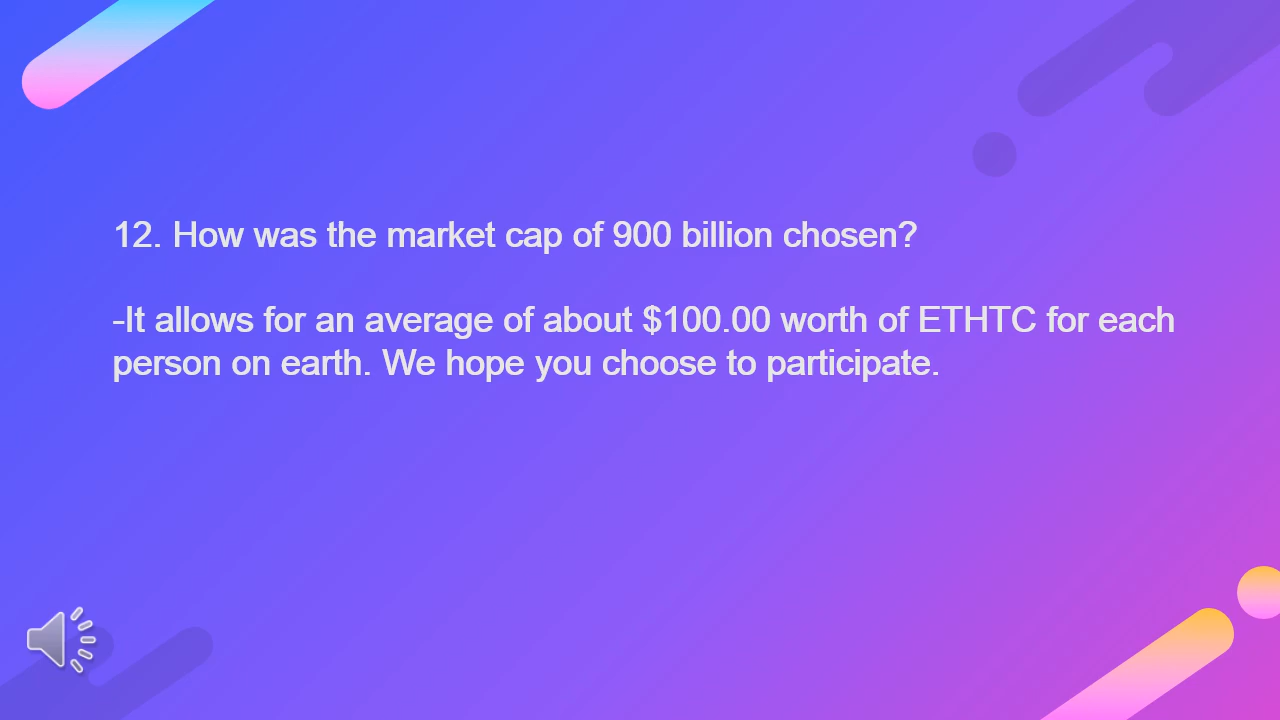 12. How was the market cap of 900 billion chosen?
-It allows for an average of about $100.00 worth of ETHTC for each
person on earth. We hope you choose to participate.